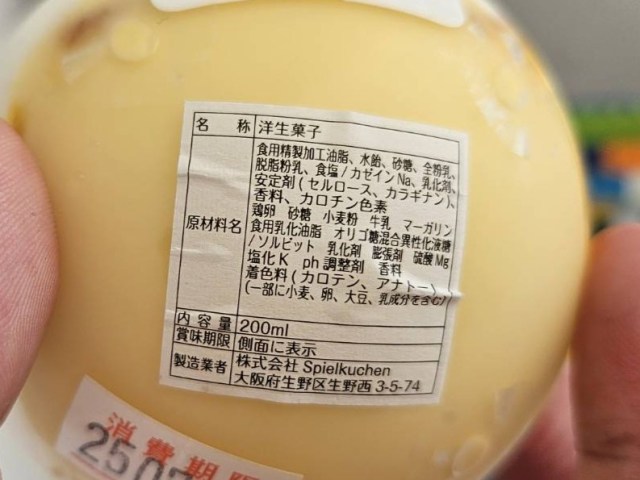 名 称 洋生菓子
原材料名
食用精製加工油脂、水飴、砂糖、全粉乳、
脱脂粉乳、食塩/カゼインNa、乳化剤、
安定剤(セルロース、カラギナン)、
香料、カロチン色素
鶏卵 砂糖 小麦粉 牛乳 マーガリン
食用乳化油脂 オリゴ糖混合異性化液糖
/ソルビット 乳化剤 膨張剤 硫酸Mg
塩化K ph調整剤 香料
着色料(カロテン、アナトー)
(一部に小麦、卵、大豆、乳成分を含む)
内容量 200ml
賞味期限 側面に表示
製造業者 株式会社 Spielkuchen
大阪府生野区生野西 3-5-74
消費期限
25.07